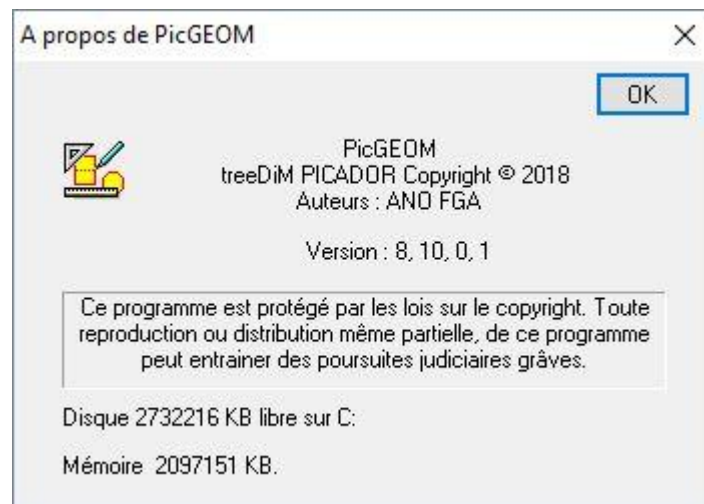 A propos de PicGEOM
OK
PicGEOM
treeDiM PICADOR Copyright © 2018
Auteurs : ANO FGA
Version : 8, 10, 0, 1
Ce programme est protégé par les lois sur le copyright. Toute
reproduction ou distribution même partielle, de ce programme
peut entrainer des poursuites judiciaires grâves.
Disque 2732216 KB libre sur C:
Mémoire 2097151 KB.